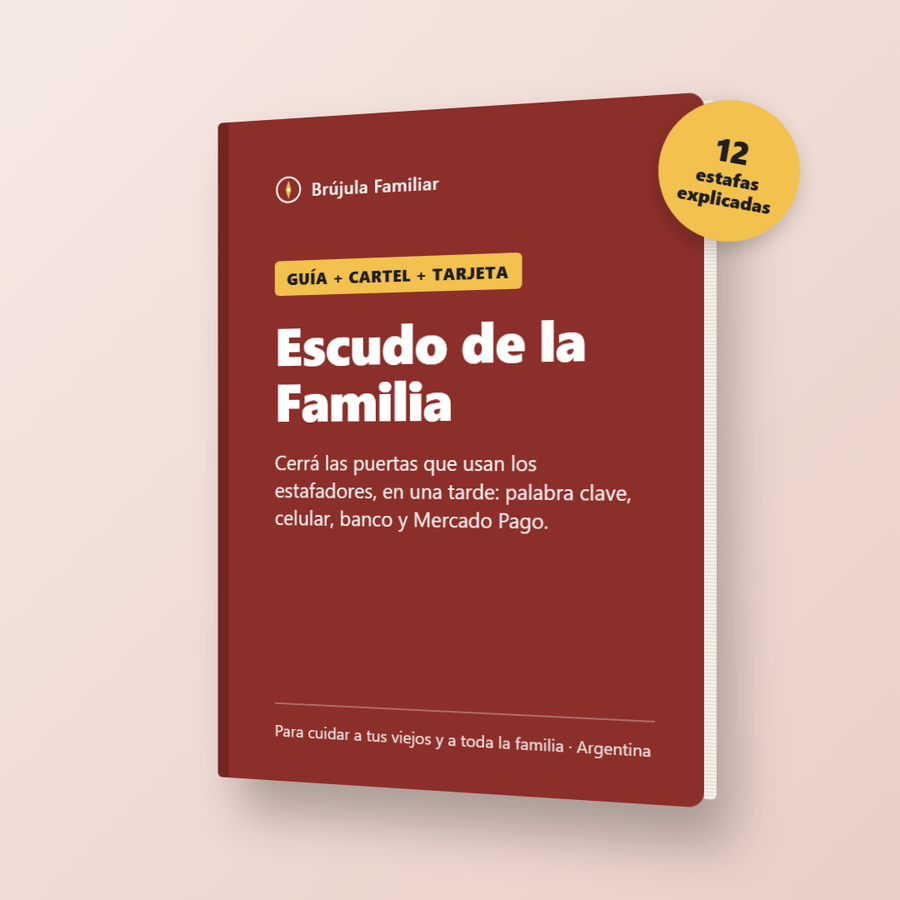 12
estafas
explicadas
Brújula Familiar
GUÍA + CARTEL + TARJETA
Escudo de la
Familia
Cerrá las puertas que usan los
estafadores, en una tarde: palabra clave,
celular, banco y Mercado Pago.
Para cuidar a tus viejos y a toda la familia · Argentina